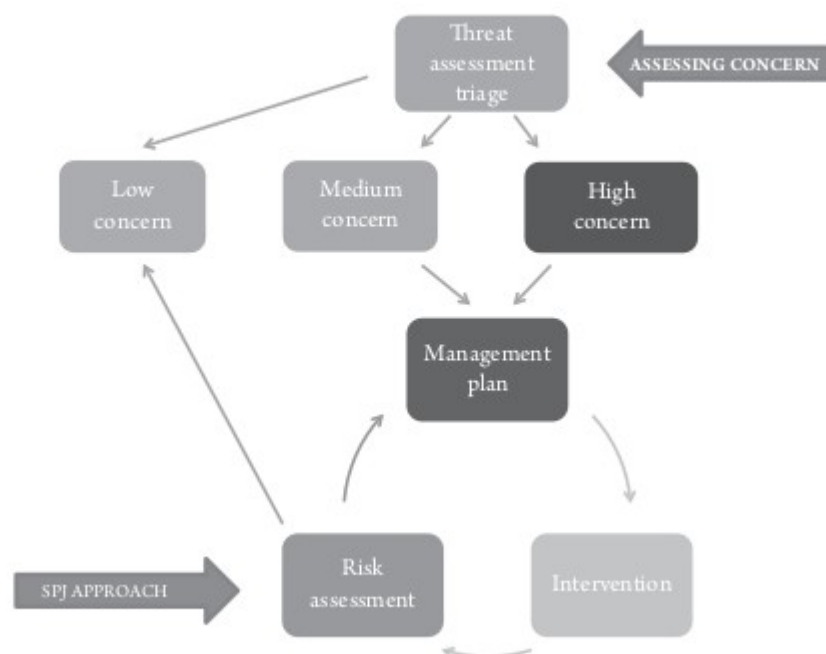 Threat
assessment
triage
ASSESSING CONCERN
Low
concern
Medium
concern
High
concern
Management
plan
SPJ APPROACH
Risk
assessment
Intervention